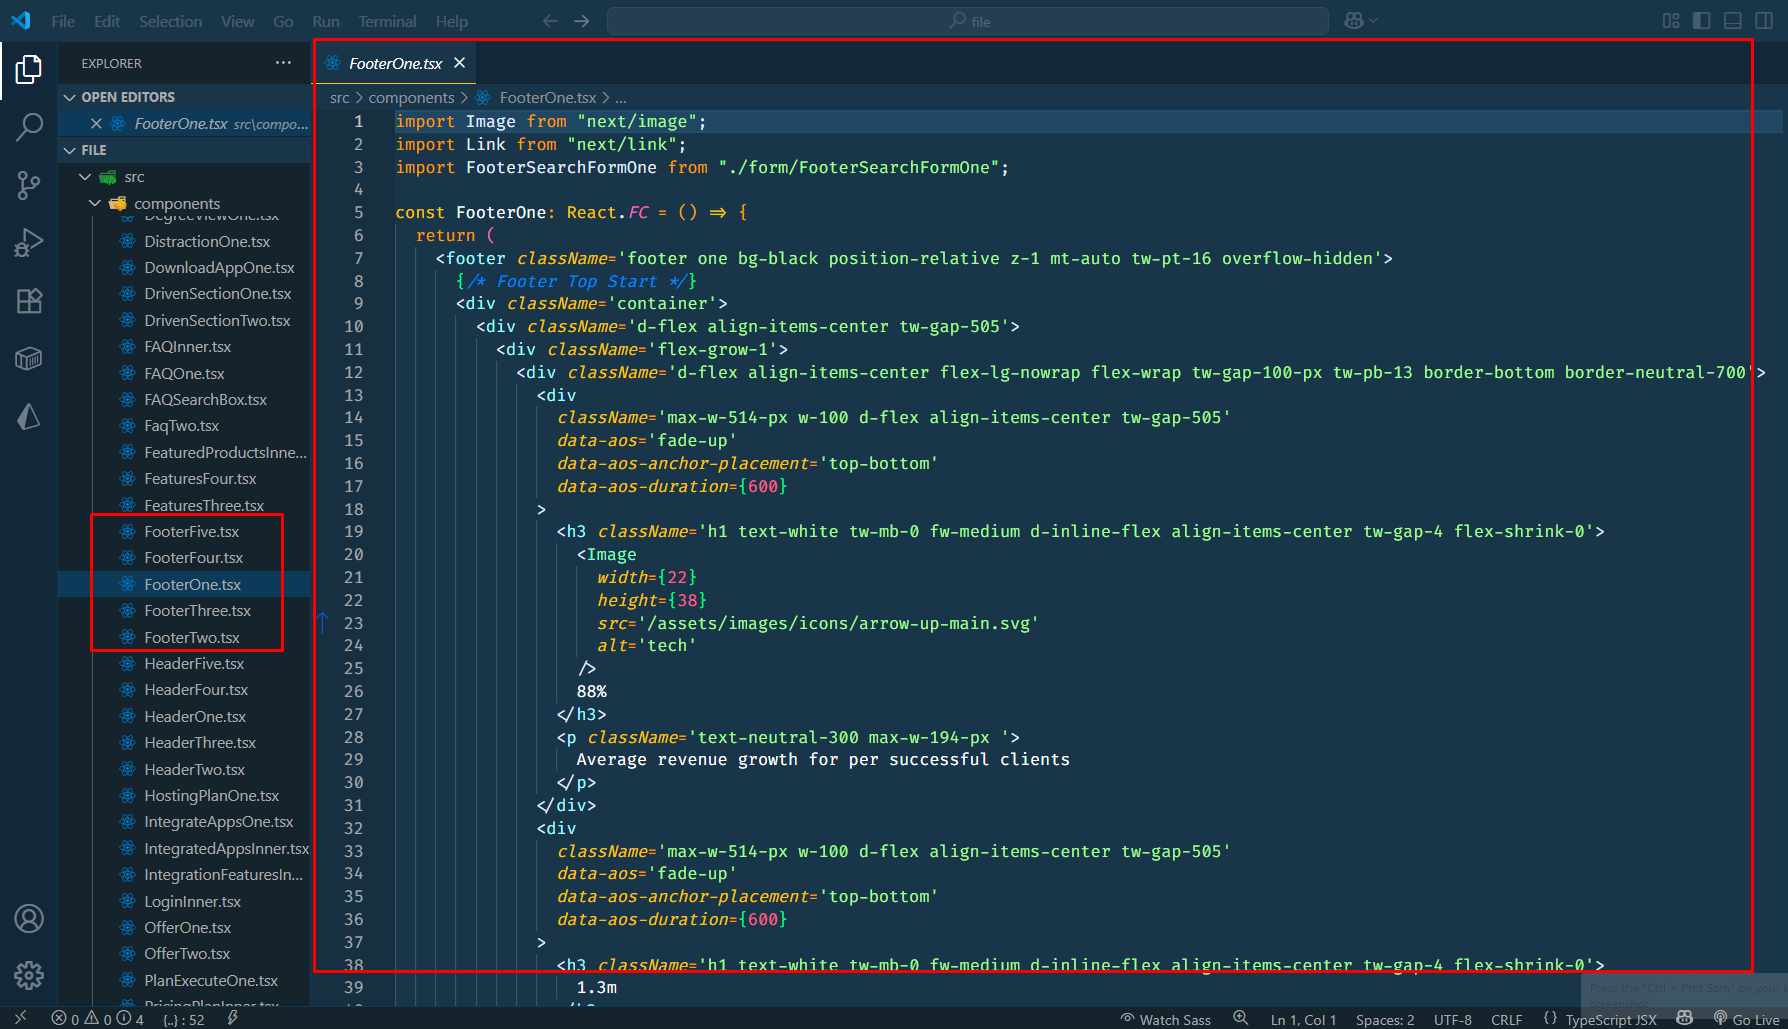 File Edit Selection View Go Run Terminal Help
file
EXPLORER
OPEN EDITORS
FooterOne.tsx src\compo...
FILE
src
components
DegreeViewOne.tsx
DistractionOne.tsx
DownloadAppOne.tsx
DrivenSectionOne.tsx
DrivenSectionTwo.tsx
FAQInner.tsx
FAQOne.tsx
FAQSearchBox.tsx
FaqTwo.tsx
FeaturedProductsInne...
FeaturesFour.tsx
FeaturesThree.tsx
FooterFive.tsx
FooterFour.tsx
FooterOne.tsx
FooterThree.tsx
FooterTwo.tsx
HeaderFive.tsx
HeaderFour.tsx
HeaderOne.tsx
HeaderThree.tsx
HeaderTwo.tsx
HostingPlanOne.tsx
IntegrateAppsOne.tsx
IntegratedAppsInner.tsx
IntegrationFeaturesIn...
LoginInner.tsx
OfferOne.tsx
OfferTwo.tsx
PlanExecuteOne.tsx
PricingPlanInner.tsx
FooterOne.tsx
src > components > FooterOne.tsx > ...
1 import Image from "next/image";
2 import Link from "next/link";
3 import FooterSearchFormOne from "./form/FooterSearchFormOne";
4
5 const FooterOne: React.FC = () => {
6 return (
7 <footer className='footer one bg-black position-relative z-1 mt-auto tw-pt-16 overflow-hidden'>
8 {/* Footer Top Start */}
9 <div className='container'>
10 <div className='d-flex align-items-center tw-gap-505'>
11 <div className='flex-grow-1'>
12 <div className='d-flex align-items-center flex-lg-nowrap flex-wrap tw-gap-100-px tw-pb-13 border-bottom border-neutral-700'>
13 <div
14 className='max-w-514-px w-100 d-flex align-items-center tw-gap-505'
15 data-aos='fade-up'
16 data-aos-anchor-placement='top-bottom'
17 data-aos-duration={600}
18 >
19 <h3 className='h1 text-white tw-mb-0 fw-medium d-inline-flex align-items-center tw-gap-4 flex-shrink-0'>
20 <Image
21 width={22}
22 height={38}
23 src='/assets/images/icons/arrow-up-main.svg'
24 alt='tech'
25 />
26 88%
27 </h3>
28 <p className='text-neutral-300 max-w-194-px '>
29 Average revenue growth for per successful clients
30 </p>
31 </div>
32 <div
33 className='max-w-514-px w-100 d-flex align-items-center tw-gap-505'
34 data-aos='fade-up'
35 data-aos-anchor-placement='top-bottom'
36 data-aos-duration={600}
37 >
38 <h3 className='h1 text-white tw-mb-0 fw-medium d-inline-flex align-items-center tw-gap-4 flex-shrink-0'>
39 1.3m
Press the "Ctrl + Prnt Scrn" on your
screenshot
0 0 4 {..} : 52
Watch Sass Ln 1, Col 1 Spaces: 2 UTF-8 CRLF {} TypeScript JSX Go Live